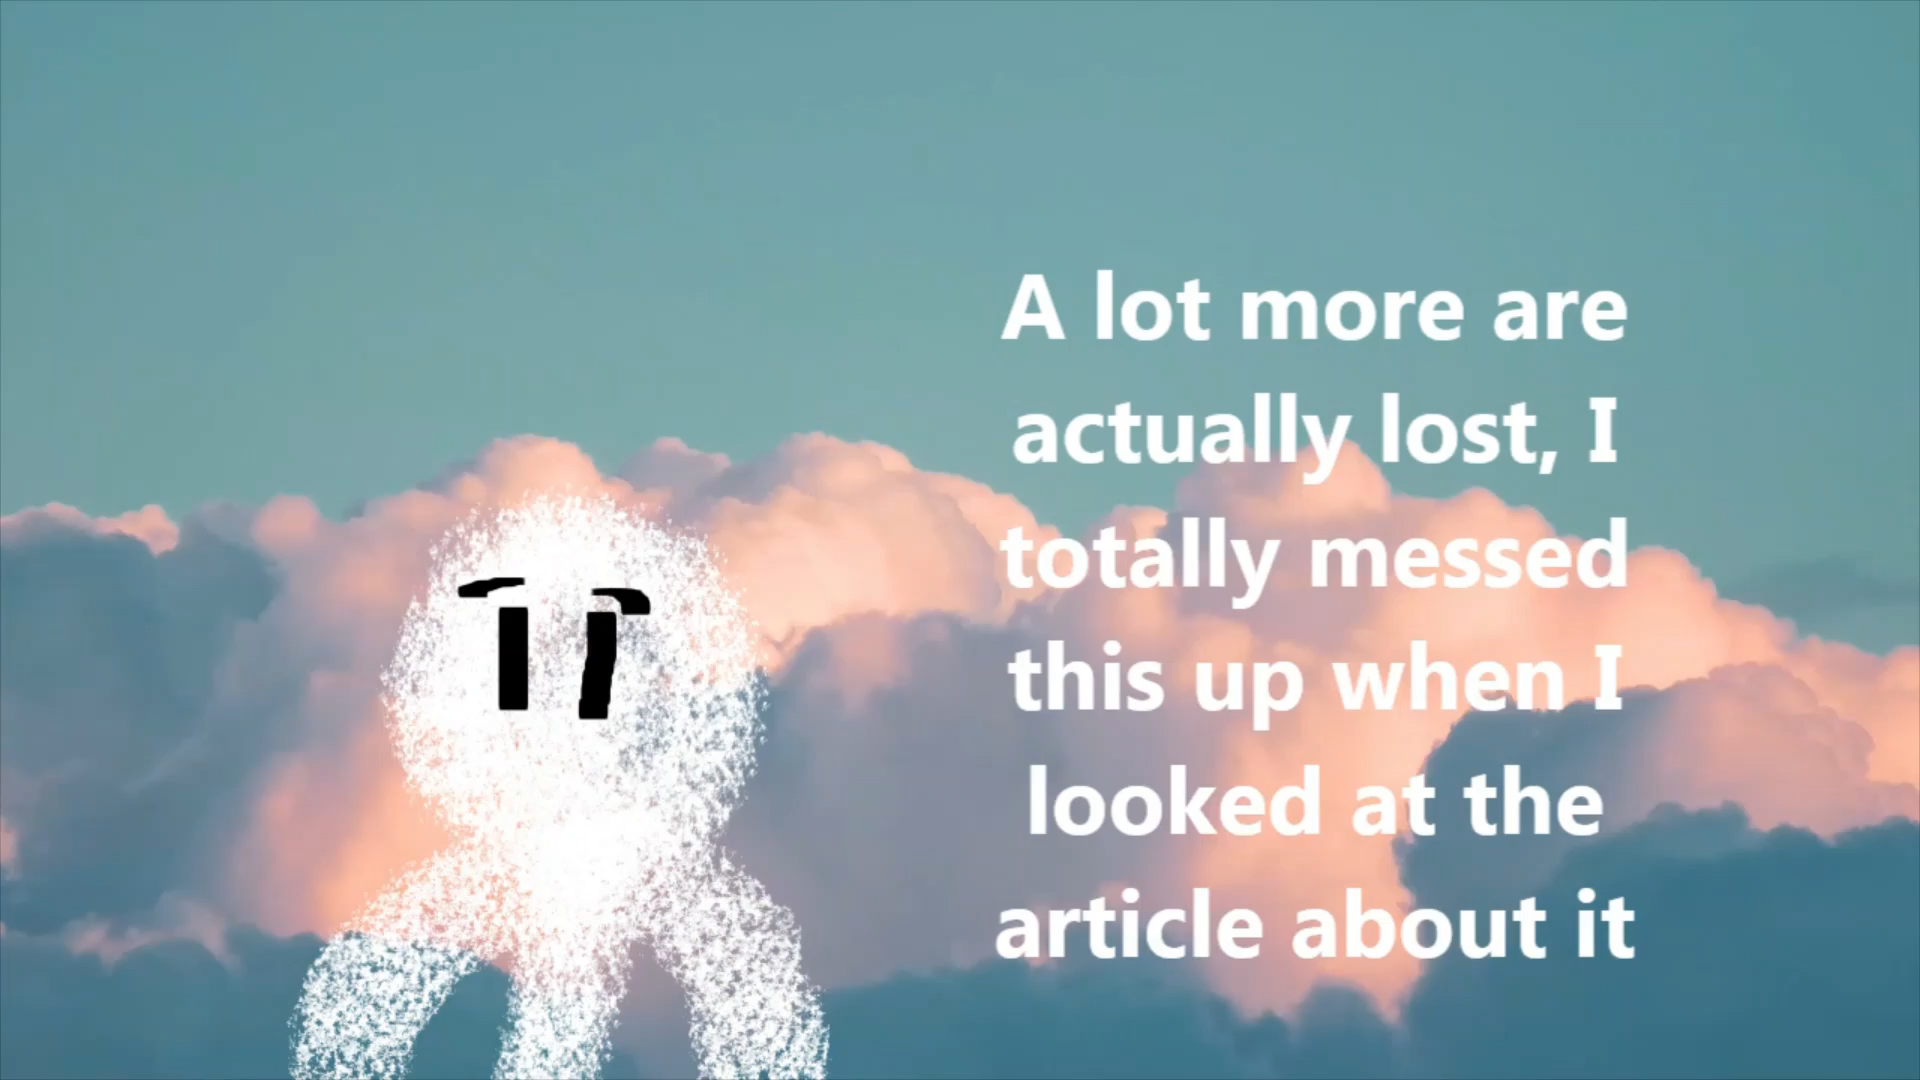 A lot more are
actually lost, I
totally messed
this up when I
looked at the
article about it